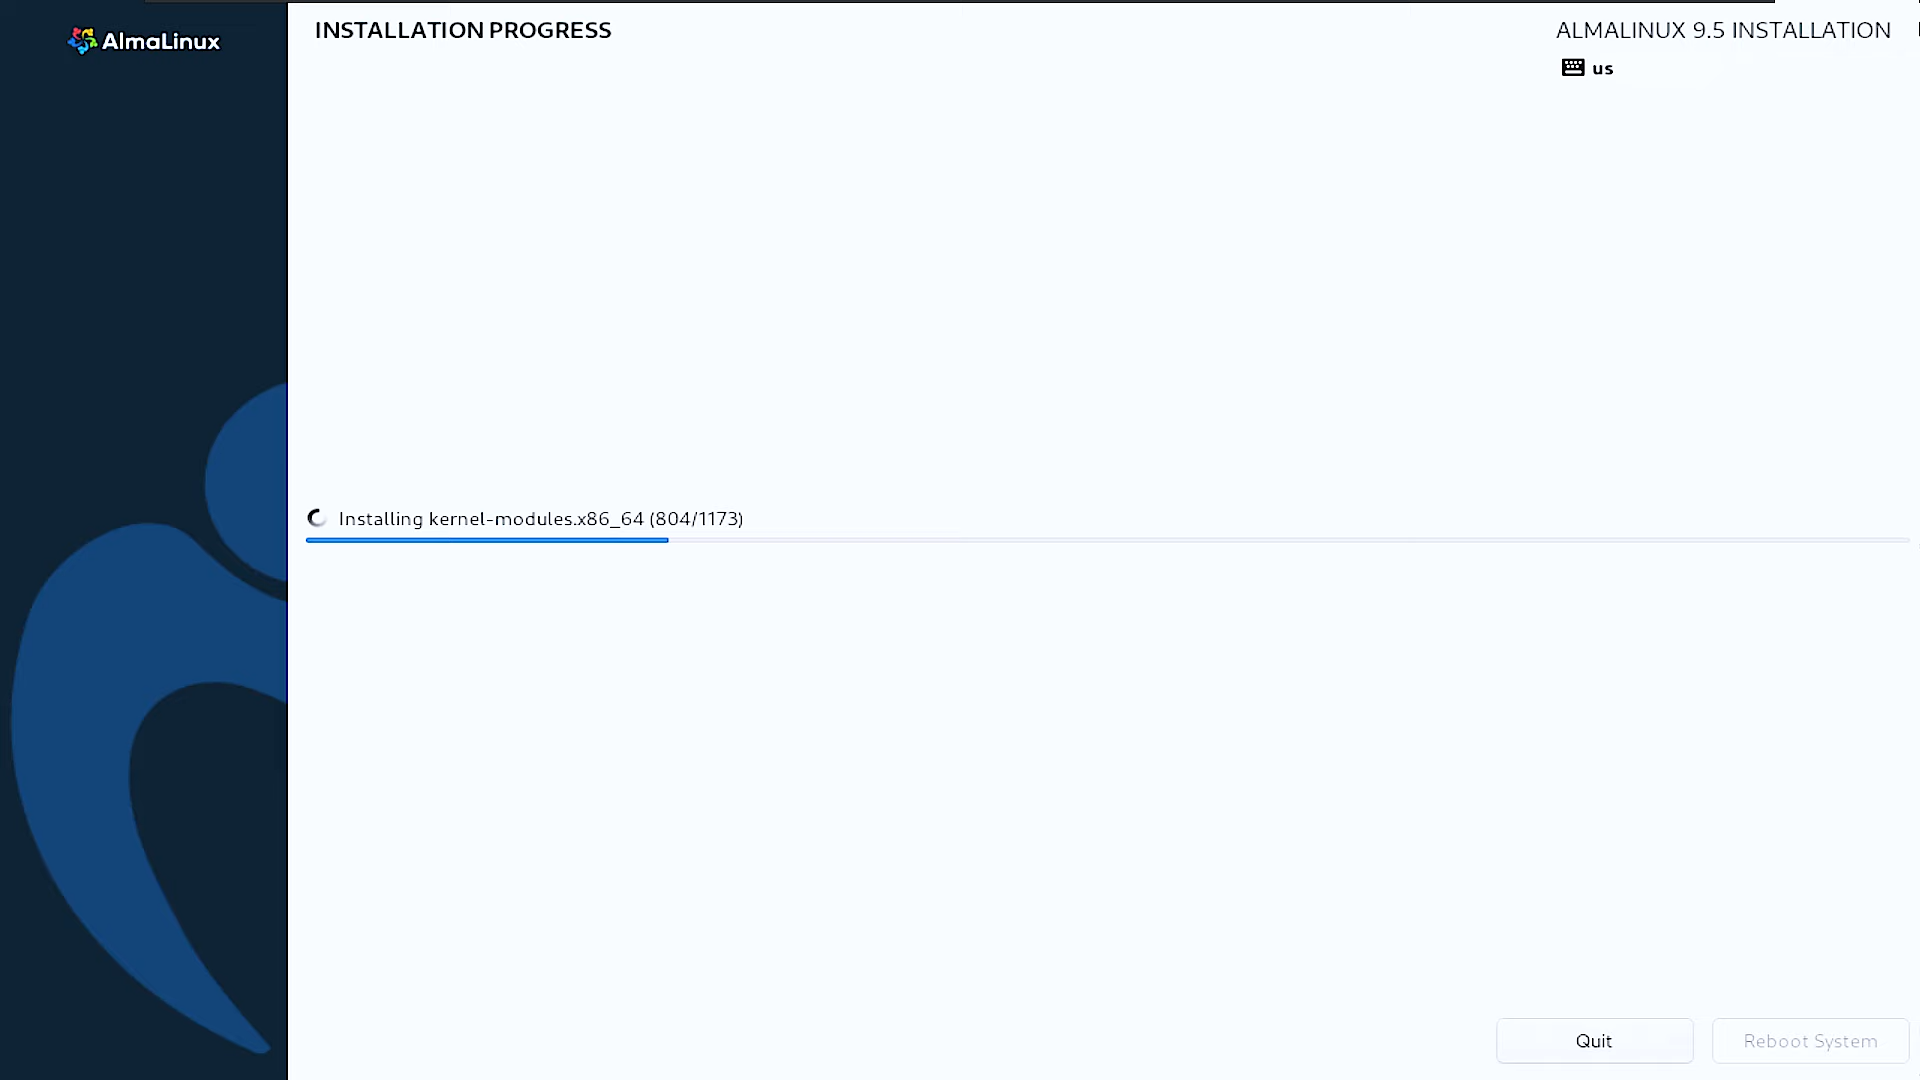 AlmaLinux
INSTALLATION PROGRESS
ALMALINUX 9.5 INSTALLATION
us
Installing kernel-modules.x86_64 (804/1173)
Quit
Reboot System